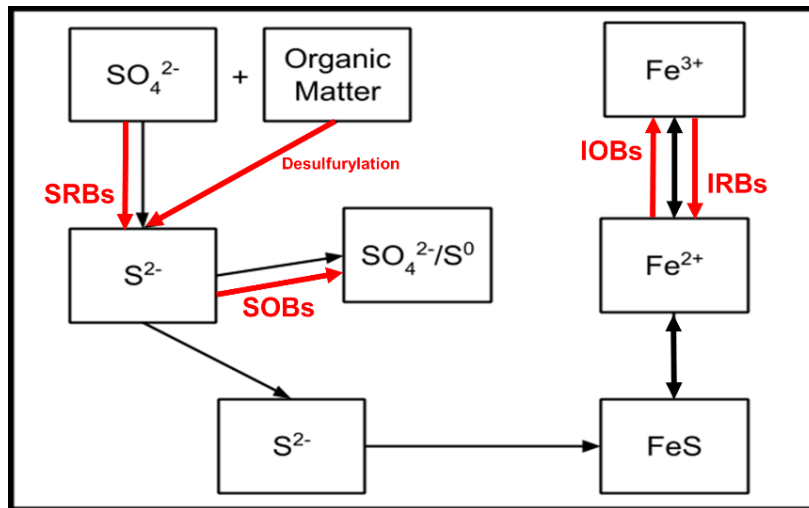 SO₄²⁻
+
Organic
Matter
Fe³⁺
Desulfurylation
SRBs
IOBs
IRBs
S²⁻
SO₄²⁻/S⁰
SOBs
Fe²⁺
S²⁻
FeS